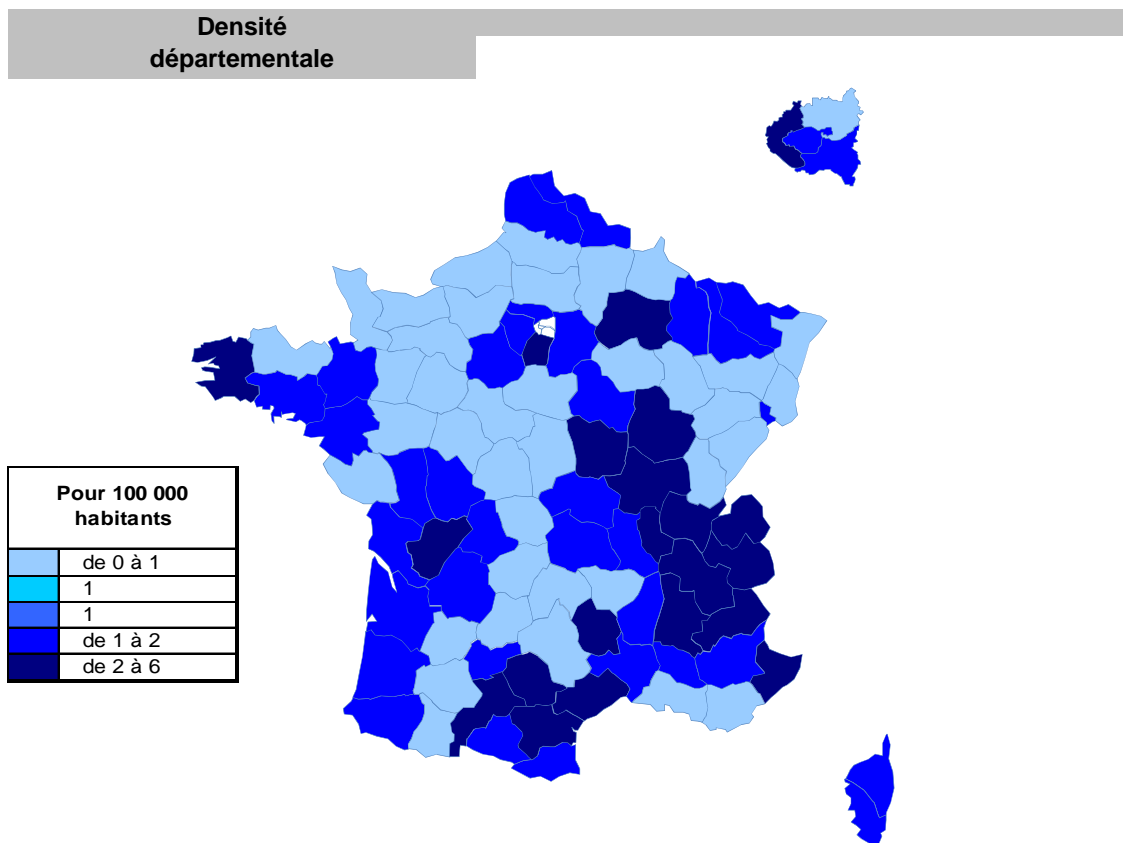 Densité
départementale
Pour 100 000
habitants
de 0 à 1
1
1
de 1 à 2
de 2 à 6